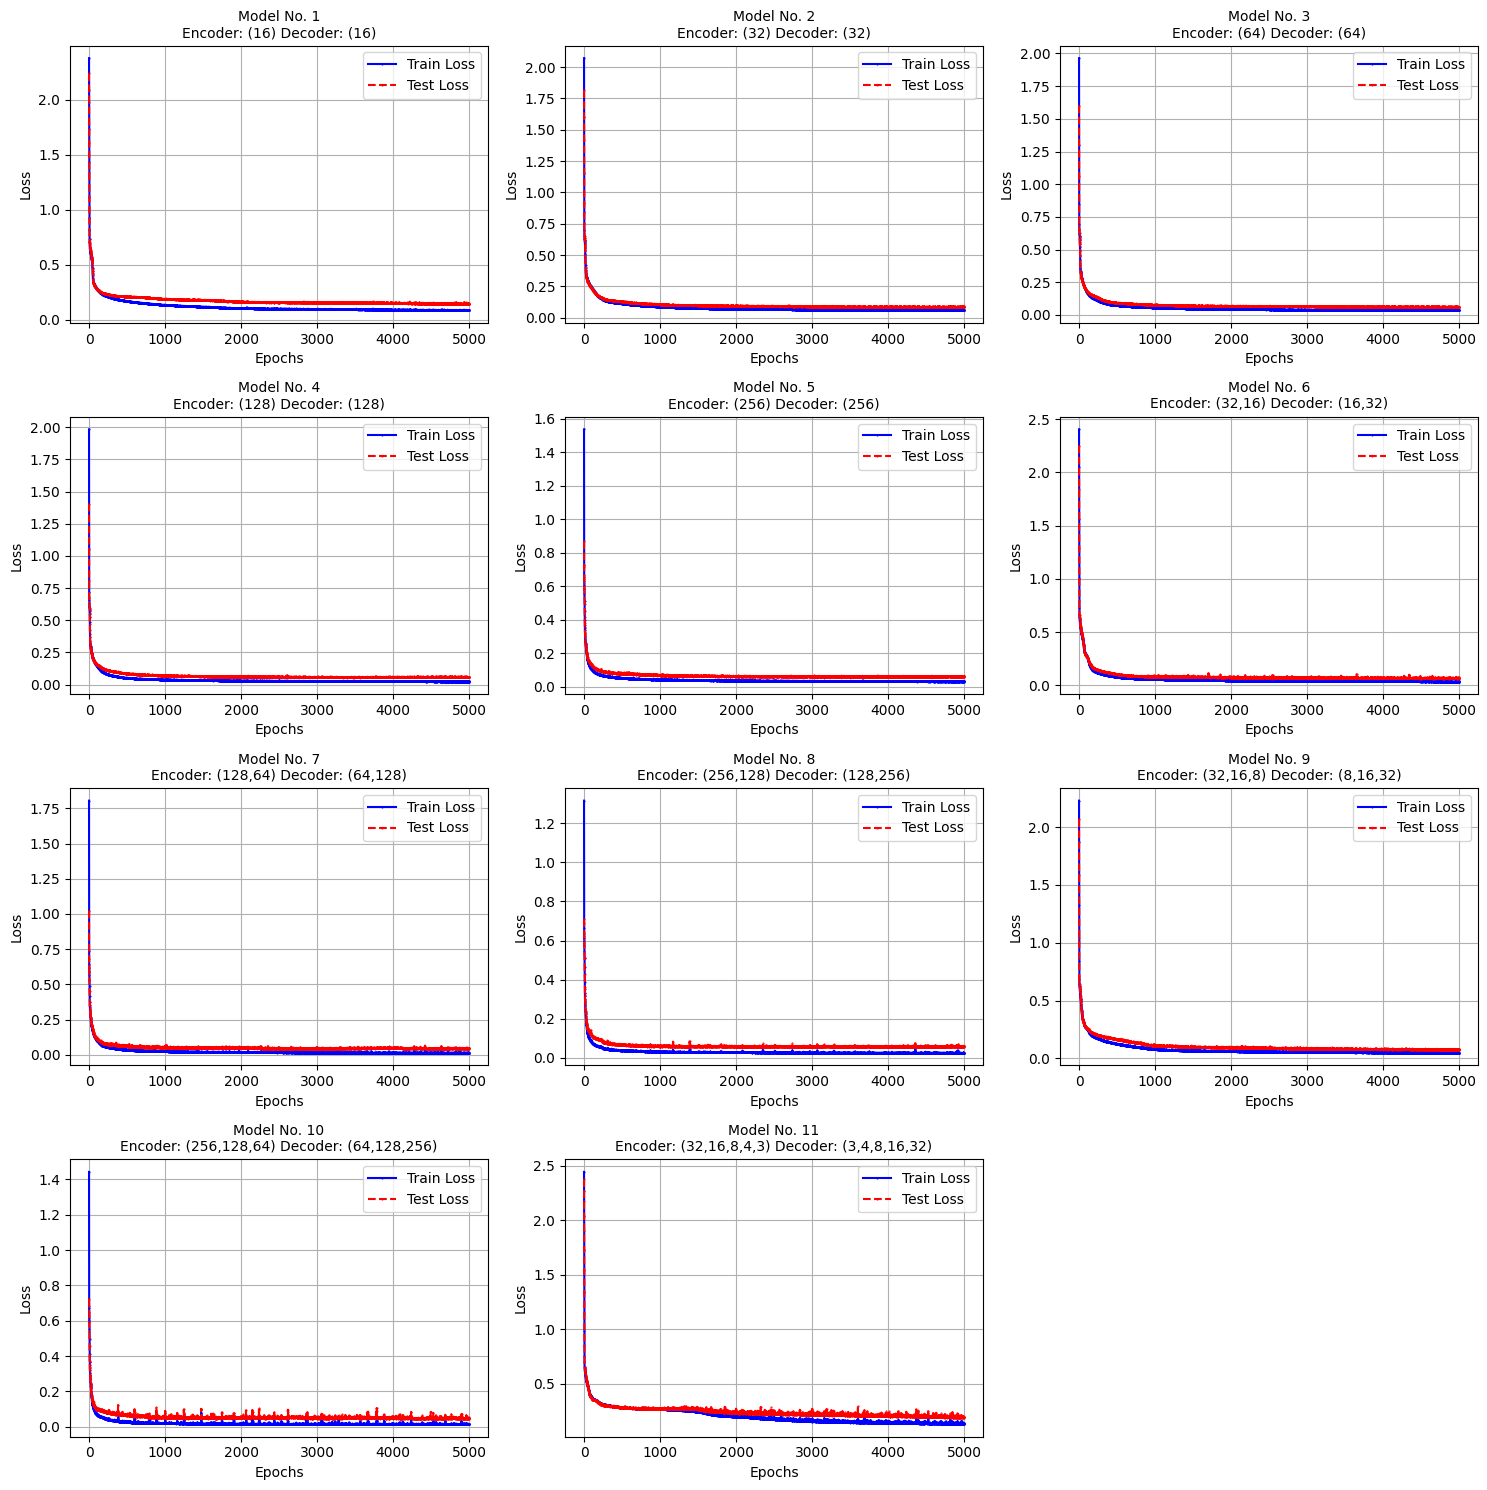 Model No. 1
Encoder: (16) Decoder: (16)
Train Loss
Test Loss
2.0
1.5
1.0
0.5
0.0
Loss
0 1000 2000 3000 4000 5000
Epochs
Model No. 2
Encoder: (32) Decoder: (32)
Train Loss
Test Loss
2.00
1.75
1.50
1.25
1.00
0.75
0.50
0.25
0.00
Loss
0 1000 2000 3000 4000 5000
Epochs
Model No. 3
Encoder: (64) Decoder: (64)
Train Loss
Test Loss
2.00
1.75
1.50
1.25
1.00
0.75
0.50
0.25
0.00
Loss
0 1000 2000 3000 4000 5000
Epochs
Model No. 4
Encoder: (128) Decoder: (128)
Train Loss
Test Loss
2.00
1.75
1.50
1.25
1.00
0.75
0.50
0.25
0.00
Loss
0 1000 2000 3000 4000 5000
Epochs
Model No. 5
Encoder: (256) Decoder: (256)
Train Loss
Test Loss
1.6
1.4
1.2
1.0
0.8
0.6
0.4
0.2
0.0
Loss
0 1000 2000 3000 4000 5000
Epochs
Model No. 6
Encoder: (32,16) Decoder: (16,32)
Train Loss
Test Loss
2.5
2.0
1.5
1.0
0.5
0.0
Loss
0 1000 2000 3000 4000 5000
Epochs
Model No. 7
Encoder: (128,64) Decoder: (64,128)
Train Loss
Test Loss
1.75
1.50
1.25
1.00
0.75
0.50
0.25
0.00
Loss
0 1000 2000 3000 4000 5000
Epochs
Model No. 8
Encoder: (256,128) Decoder: (128,256)
Train Loss
Test Loss
1.2
1.0
0.8
0.6
0.4
0.2
0.0
Loss
0 1000 2000 3000 4000 5000
Epochs
Model No. 9
Encoder: (32,16,8) Decoder: (8,16,32)
Train Loss
Test Loss
2.0
1.5
1.0
0.5
0.0
Loss
0 1000 2000 3000 4000 5000
Epochs
Model No. 10
Encoder: (256,128,64) Decoder: (64,128,256)
Train Loss
Test Loss
1.4
1.2
1.0
0.8
0.6
0.4
0.2
0.0
Loss
0 1000 2000 3000 4000 5000
Epochs
Model No. 11
Encoder: (32,16,8,4,3) Decoder: (3,4,8,16,32)
Train Loss
Test Loss
2.5
2.0
1.5
1.0
0.5
Loss
0 1000 2000 3000 4000 5000
Epochs